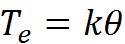 Tₑ = kθ